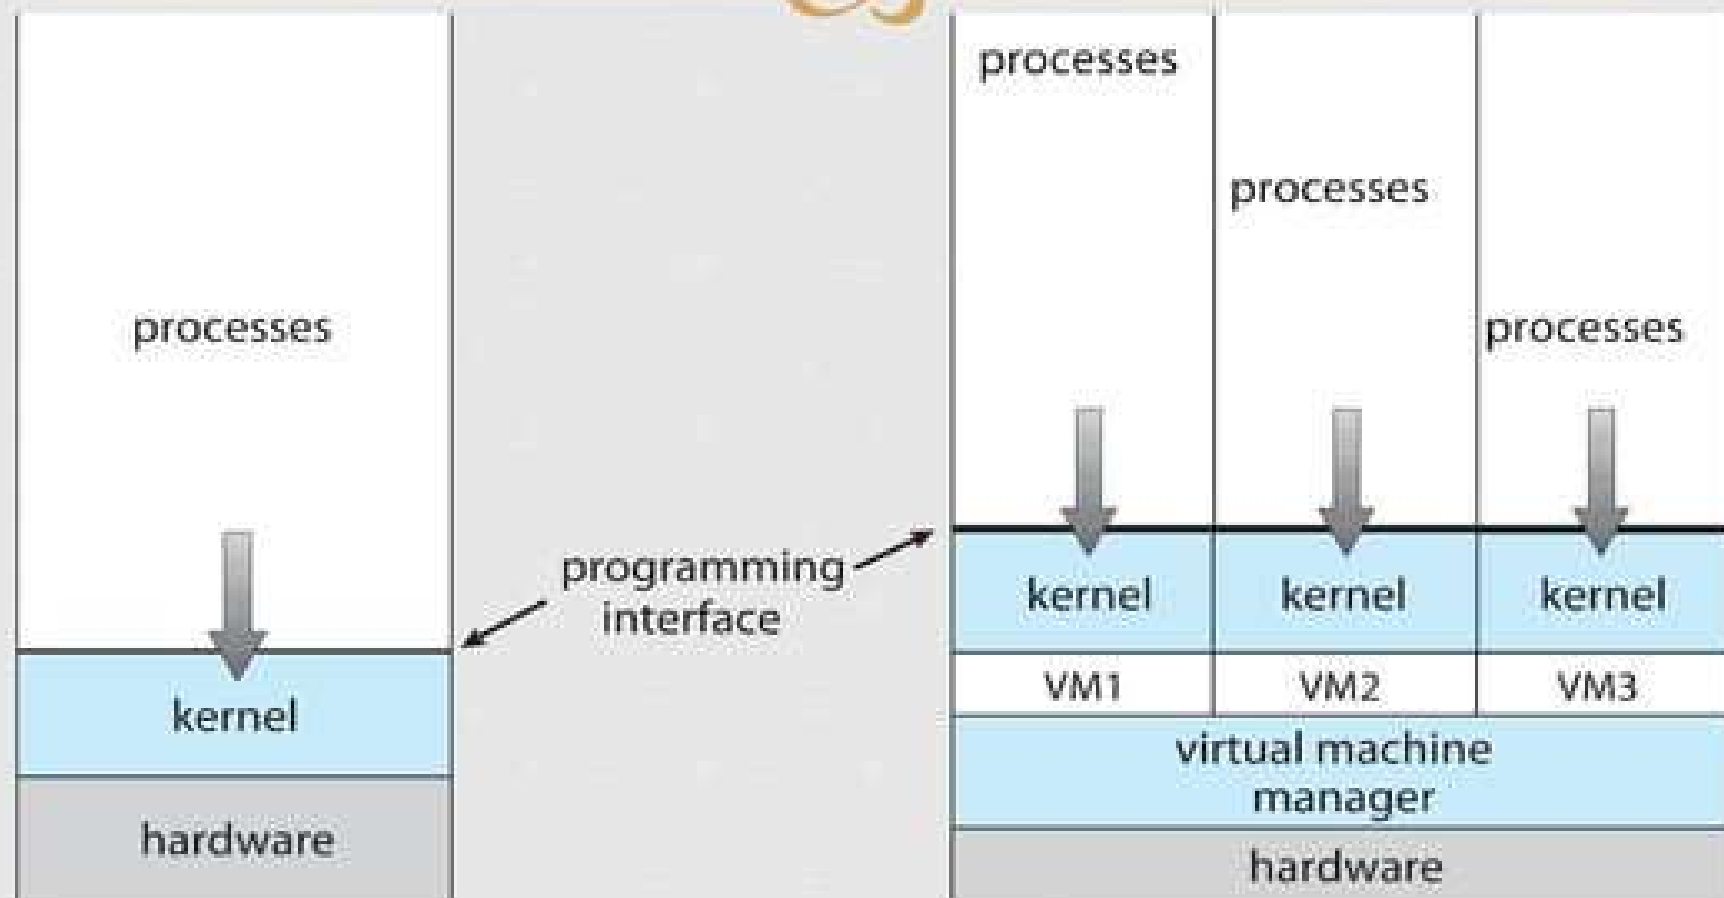 processes
kernel
hardware
programming
interface
processes
processes
processes
kernel
kernel
kernel
VM1
VM2
VM3
virtual machine
manager
hardware